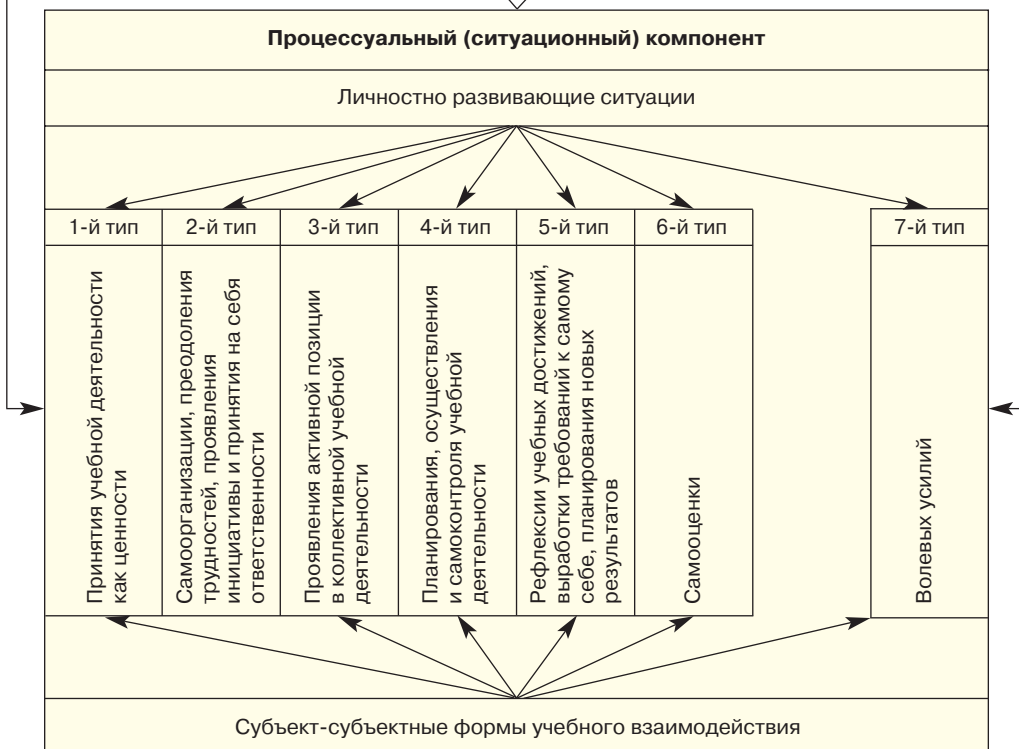 Процессуальный (ситуационный) компонент
Личностно развивающие ситуации
1-й тип
2-й тип
3-й тип
4-й тип
5-й тип
6-й тип
7-й тип
Принятия учебной деятельности
как ценности
Самоорганизации, преодоления
трудностей, проявления
инициативы и принятия на себя
ответственности
Проявления активной позиции
в коллективной учебной
деятельности
Планирования, осуществления
и самоконтроля учебной
деятельности
Рефлексии учебных достижений,
выработки требований к самому
себе, планирования новых
результатов
Самооценки
Волевых усилий
Субъект-субъектные формы учебного взаимодействия